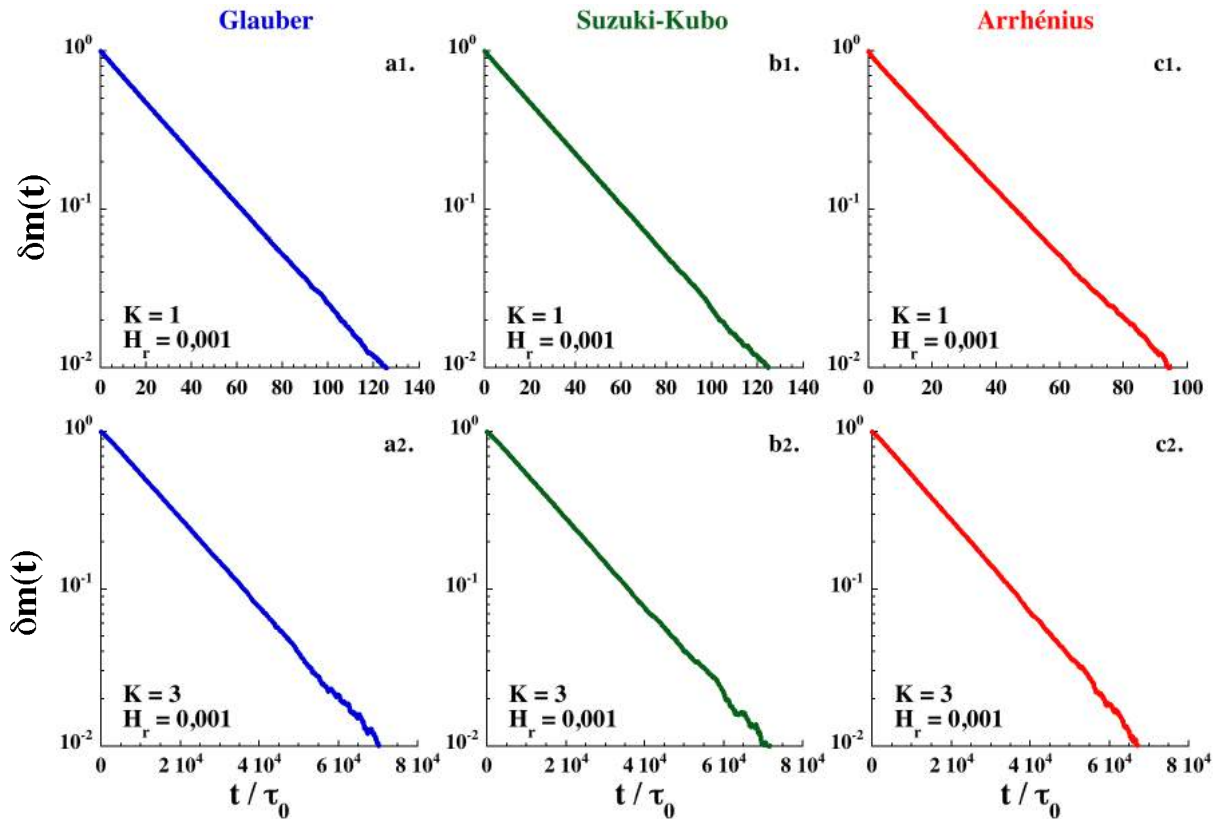 Glauber Suzuki-Kubo Arrhénius
10⁰ a1. 10⁰ b1. 10⁰ c1.
δm(t)
10⁻¹ 10⁻¹ 10⁻¹
K = 1 K = 1 K = 1
H_r = 0,001 H_r = 0,001 H_r = 0,001
10⁻² 10⁻² 10⁻²
0 20 40 60 80 100 120 140 0 20 40 60 80 100 120 140 0 20 40 60 80 100
10⁰ a2. 10⁰ b2. 10⁰ c2.
δm(t)
10⁻¹ 10⁻¹ 10⁻¹
K = 3 K = 3 K = 3
H_r = 0,001 H_r = 0,001 H_r = 0,001
10⁻² 10⁻² 10⁻²
0 2 10⁴ 4 10⁴ 6 10⁴ 8 10⁴ 0 2 10⁴ 4 10⁴ 6 10⁴ 8 10⁴ 0 2 10⁴ 4 10⁴ 6 10⁴ 8 10⁴
t / τ₀ t / τ₀ t / τ₀